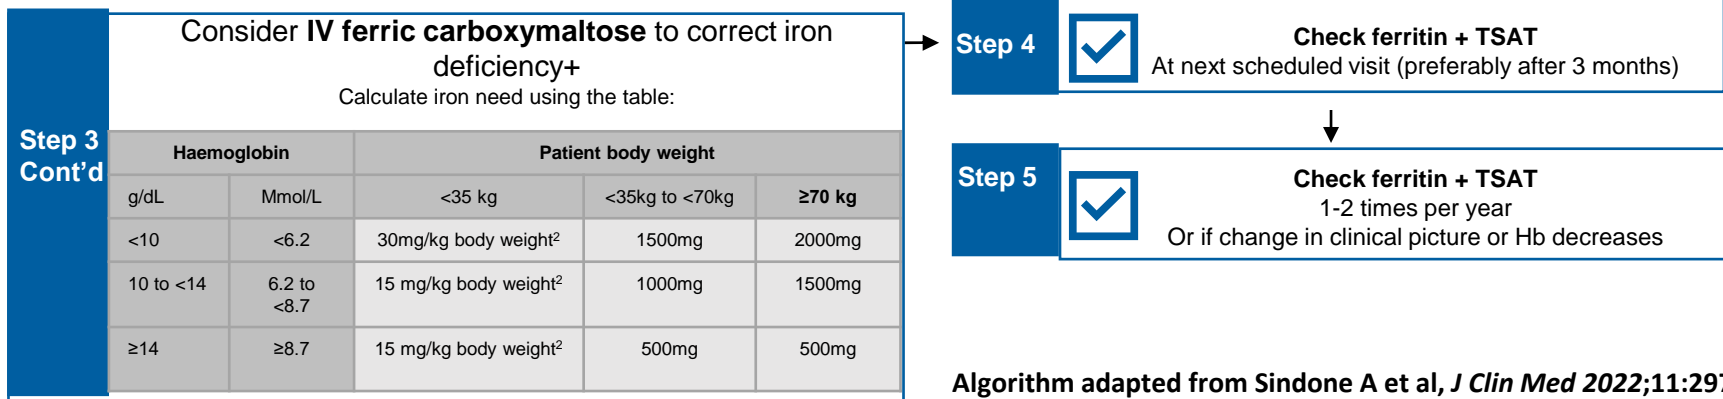 Step 3
Cont'd
Consider IV ferric carboxymaltose to correct iron
deficiency+
Calculate iron need using the table:
Haemoglobin Patient body weight
g/dL Mmol/L <35 kg <35kg to <70kg ≥70 kg
<10 <6.2 30mg/kg body weight² 1500mg 2000mg
10 to <14 6.2 to <8.7 15 mg/kg body weight² 1000mg 1500mg
≥14 ≥8.7 15 mg/kg body weight² 500mg 500mg
Step 4
Check ferritin + TSAT
At next scheduled visit (preferably after 3 months)
Step 5
Check ferritin + TSAT
1-2 times per year
Or if change in clinical picture or Hb decreases
Algorithm adapted from Sindone A et al, J Clin Med 2022;11:297